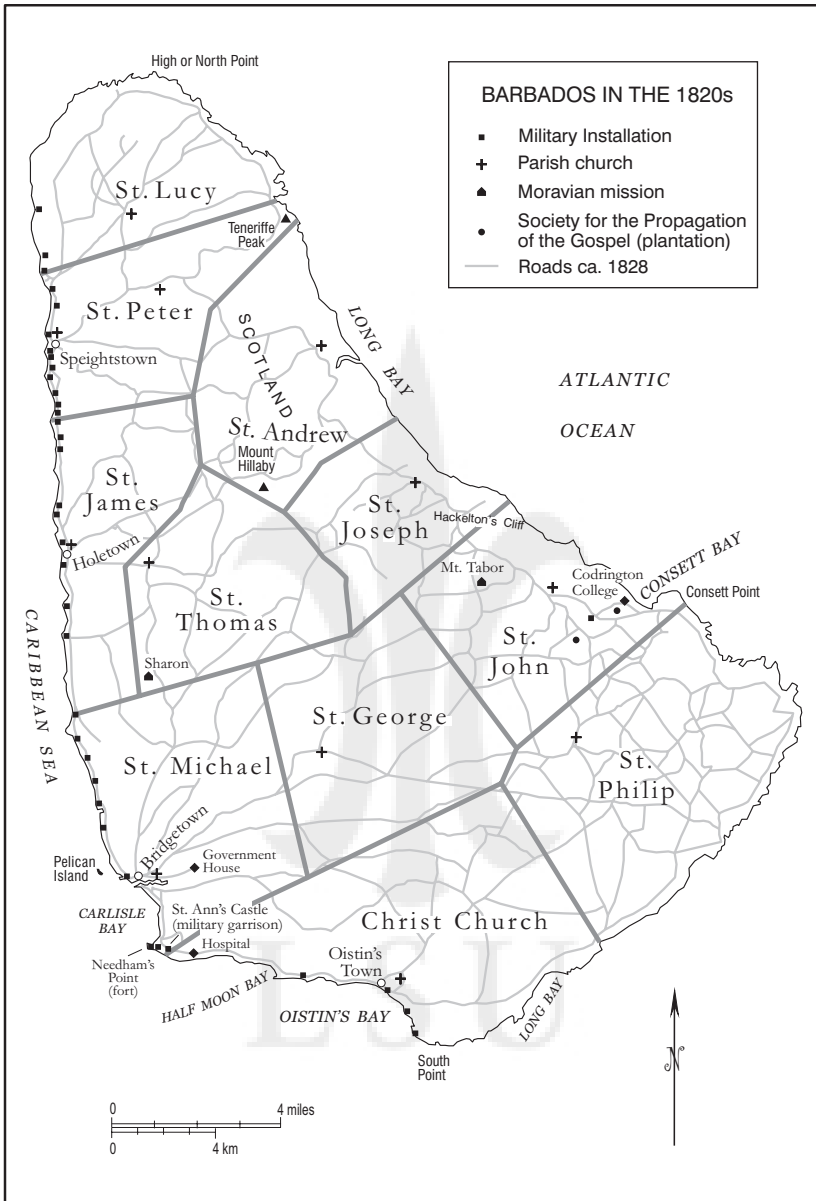 High or North Point
BARBADOS IN THE 1820s
Military Installation
Parish church
Moravian mission
Society for the Propagation
of the Gospel (plantation)
Roads ca. 1828
St. Lucy
Teneriffe
Peak
St. Peter
SCOTLAND
LONG BAY
Speightstown
ATLANTIC
OCEAN
St. Andrew
Mount
Hillaby
St.
James
St.
Joseph
Hackelton's Cliff
Holetown
Mt. Tabor
Codrington
College
CONSETT BAY
Consett Point
St.
Thomas
CARIBBEAN SEA
St.
John
Sharon
St. George
St. Michael
St.
Philip
Bridgetown
Pelican
Island
Government
House
CARLISLE
BAY
St. Ann's Castle
(military garrison)
Christ Church
Hospital
Needham's
Point
(fort)
Oistin's
Town
HALF MOON BAY
OISTIN'S BAY
LONG BAY
LSU
South
Point
N
0 4 miles
0 4 km